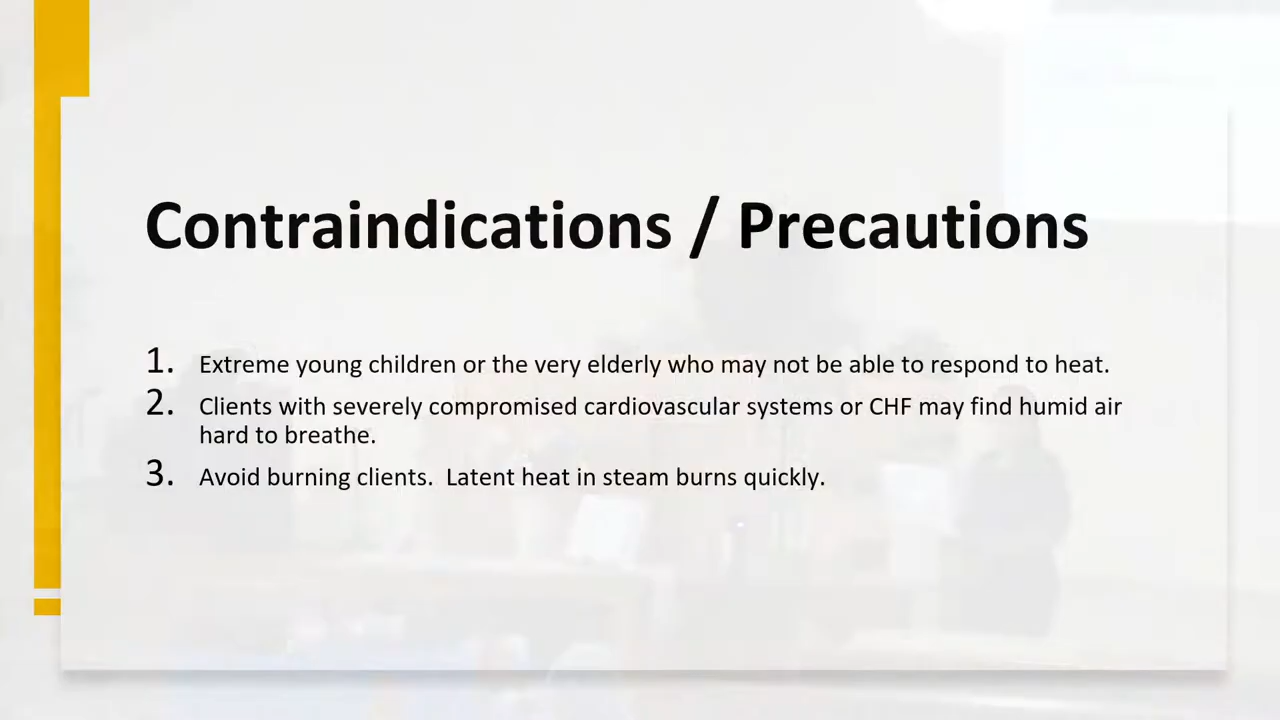 Contraindications / Precautions
1. Extreme young children or the very elderly who may not be able to respond to heat.
2. Clients with severely compromised cardiovascular systems or CHF may find humid air
hard to breathe.
3. Avoid burning clients.  Latent heat in steam burns quickly.